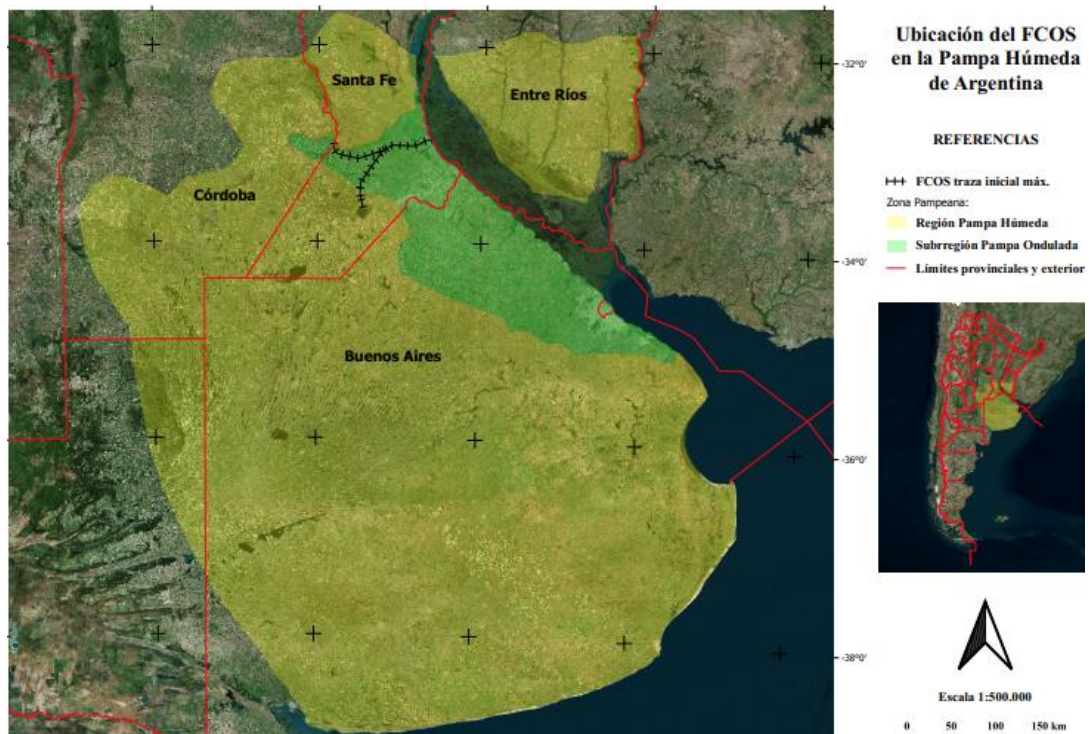 Santa Fe
Entre Ríos
Córdoba
Buenos Aires
-32°0'
-34°0'
-36°0'
-38°0'
Ubicación del FCOS
en la Pampa Húmeda
de Argentina
REFERENCIAS
FCOS traza inicial máx.
Zona Pampeana:
Región Pampa Húmeda
Subrregión Pampa Ondulada
Límites provinciales y exterior
Escala 1:500.000
0 50 100 150 km